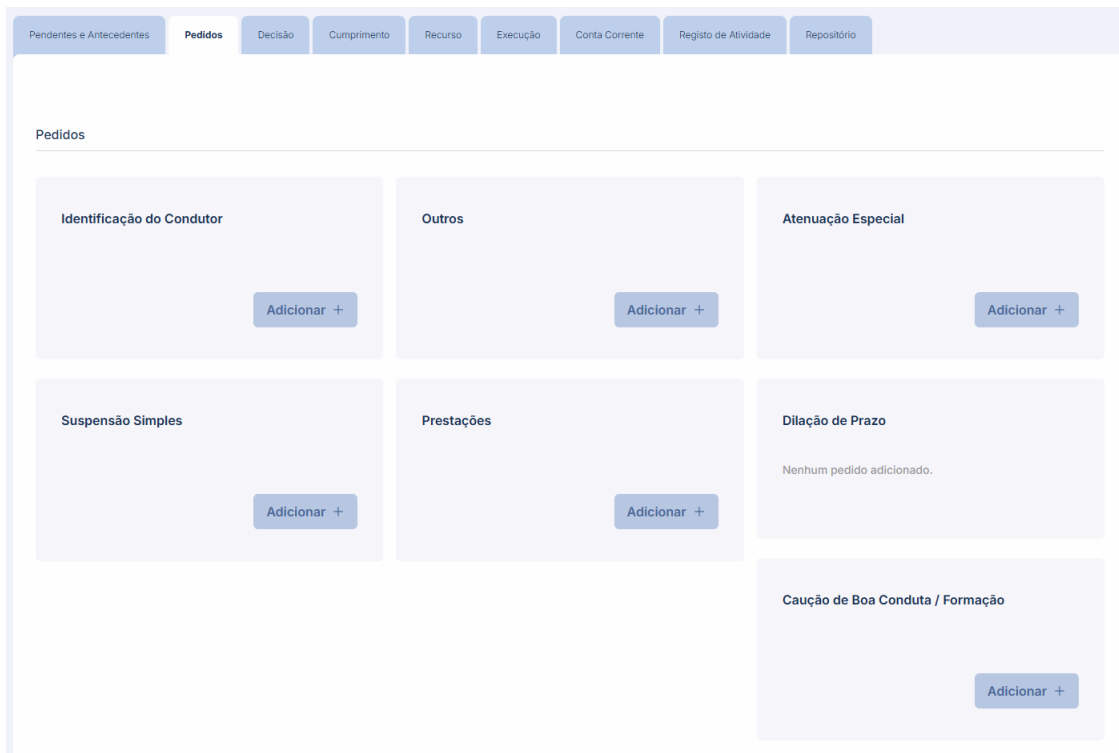 Pendentes e Antecedentes
Pedidos
Decisão
Cumprimento
Recurso
Execução
Conta Corrente
Registo de Atividade
Repositório
Pedidos
Identificação do Condutor
Adicionar +
Outros
Adicionar +
Atenuação Especial
Adicionar +
Suspensão Simples
Adicionar +
Prestações
Adicionar +
Dilação de Prazo
Nenhum pedido adicionado.
Caução de Boa Conduta / Formação
Adicionar +